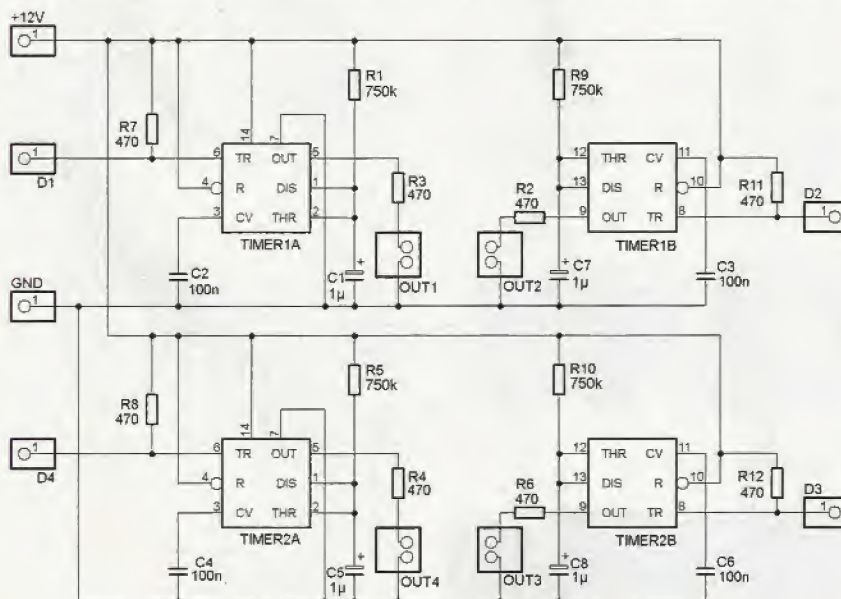 +12V
1
R1
750k
R9
750k
R7
470
14
7
6
TR
OUT
5
12
THR
CV
11
1
D1
4
R
DIS
1
R3
470
R2
470
13
DIS
R
10
R11
470
D2
3
CV
THR
2
9
OUT
TR
8
1
TIMER1A
TIMER1B
C2
100n
C1
1µ
+
OUT1
OUT2
+
C7
1µ
C3
100n
GND
1
R5
750k
R10
750k
R8
470
14
7
6
TR
OUT
5
12
THR
CV
11
1
D4
4
R
DIS
1
R4
470
R6
470
13
DIS
R
10
R12
470
D3
3
CV
THR
2
9
OUT
TR
8
1
TIMER2A
TIMER2B
C4
100n
C5
1µ
+
OUT4
OUT3
+
C8
1µ
C6
100n